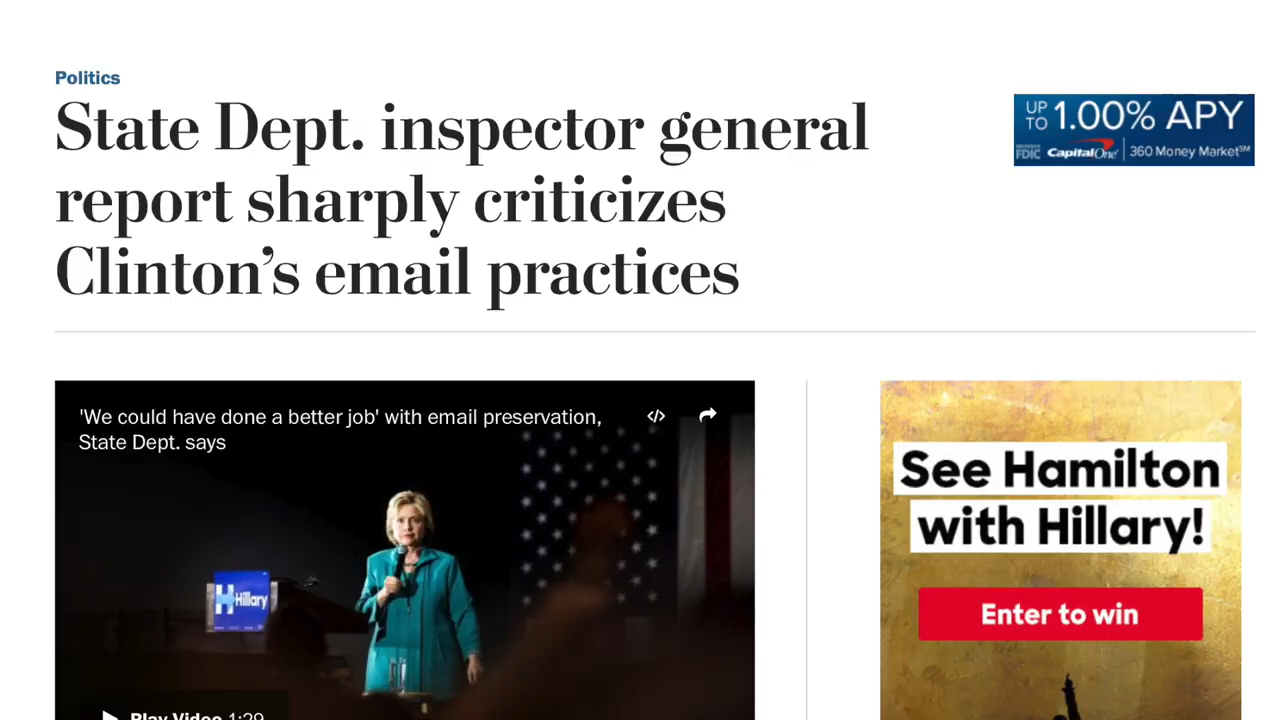 Politics
State Dept. inspector general
report sharply criticizes
Clinton’s email practices
UP TO 1.00% APY
FDIC Capital One 360 Money Market℠
'We could have done a better job' with email preservation,
State Dept. says
Hillary
Play Video 1:29
See Hamilton
with Hillary!
Enter to win